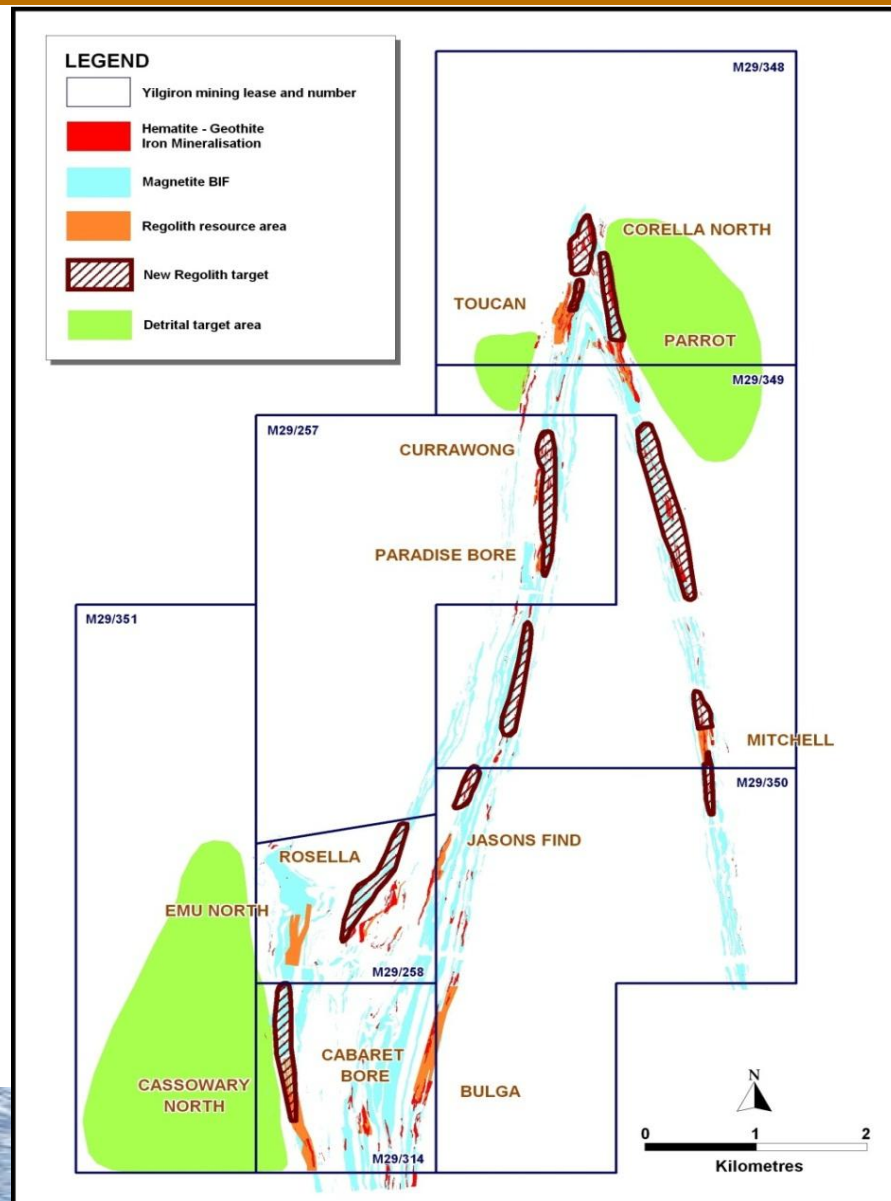 LEGEND
Yilgiron mining lease and number
Hematite - Geothite
Iron Mineralisation
Magnetite BIF
Regolith resource area
New Regolith target
Detrital target area
M29/348
CORELLA NORTH
TOUCAN
PARROT
M29/349
M29/257
CURRAWONG
PARADISE BORE
M29/351
MITCHELL
M29/350
ROSELLA
JASONS FIND
EMU NORTH
M29/258
CABARET
BORE
CASSOWARY
NORTH
BULGA
M29/314
N
0 1 2
Kilometres